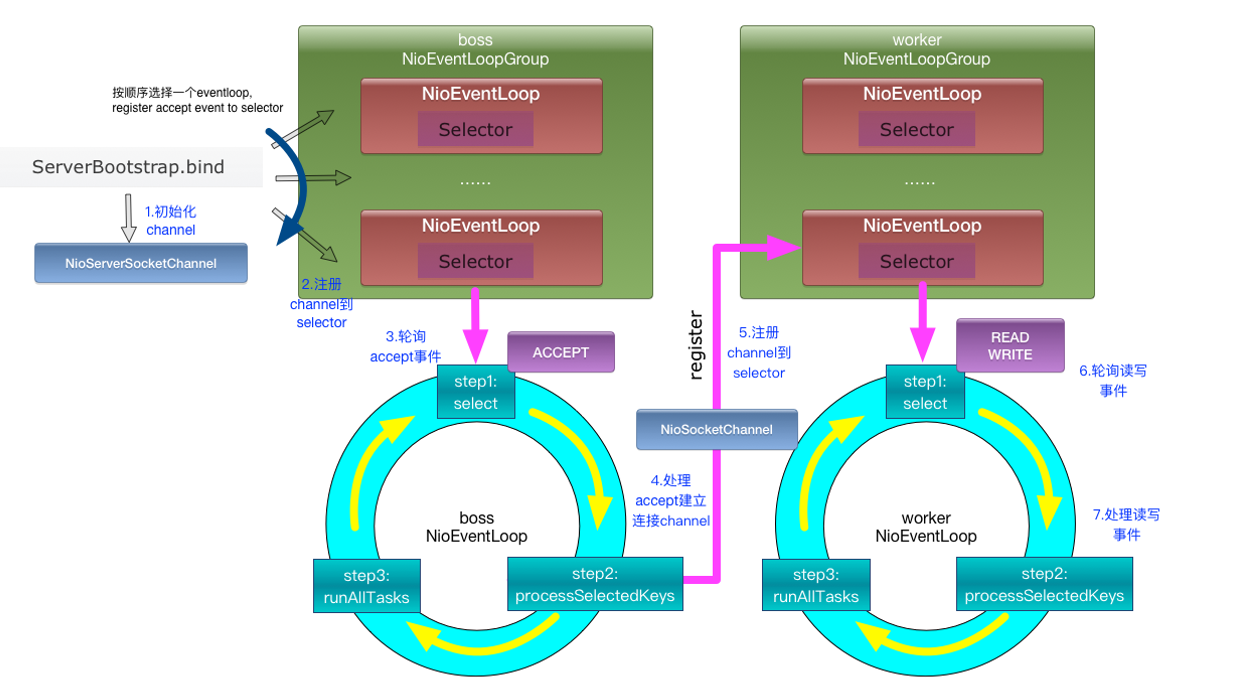 boss
NioEventLoopGroup
NioEventLoop
Selector
......
NioEventLoop
Selector
worker
NioEventLoopGroup
NioEventLoop
Selector
......
NioEventLoop
Selector
按顺序选择一个eventloop,
register accept event to selector
ServerBootstrap.bind
1.初始化
channel
NioServerSocketChannel
2.注册
channel到
selector
3.轮询
accept事件
ACCEPT
step1:
select
boss
NioEventLoop
step2:
processSelectedKeys
step3:
runAllTasks
4.处理
accept建立
连接channel
NioSocketChannel
register
5.注册
channel到
selector
READ
WRITE
6.轮询读写
事件
step1:
select
worker
NioEventLoop
7.处理读写
事件
step2:
processSelectedKeys
step3:
runAllTasks